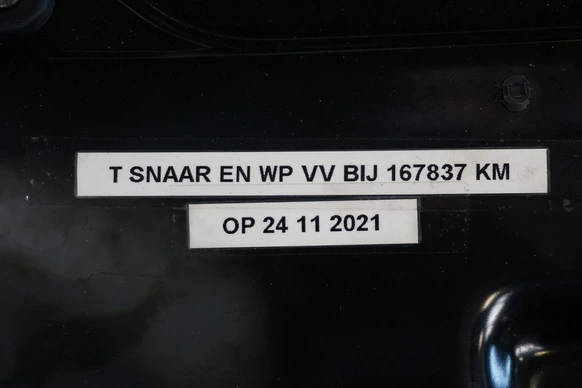 T SNAAR EN WP VV BIJ 167837 KM
OP 24 11 2021